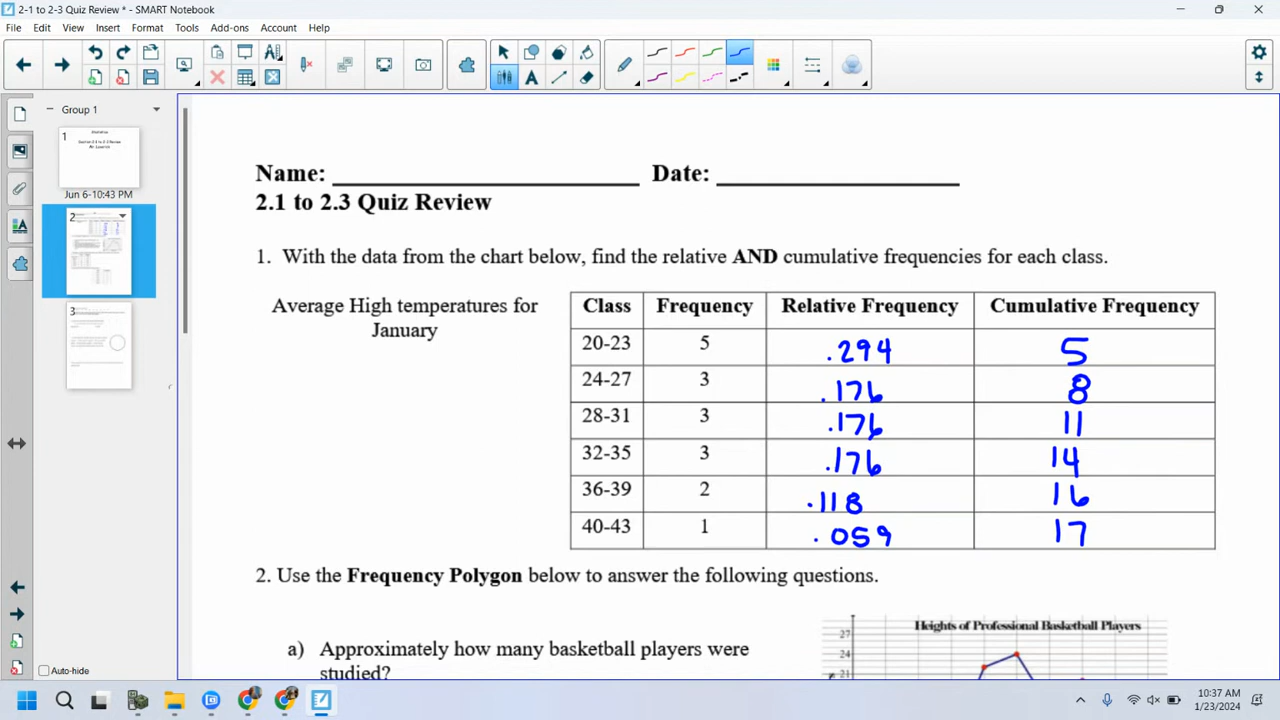 2-1 to 2-3 Quiz Review * - SMART Notebook
File Edit View Insert Format Tools Add-ons Account Help
Group 1
1
Jun 6-10:43 PM
2
3
Auto-hide
Name: Date:
2.1 to 2.3 Quiz Review
1. With the data from the chart below, find the relative AND cumulative frequencies for each class.
Average High temperatures for
January
Class Frequency Relative Frequency Cumulative Frequency
20-23 5 .294 5
24-27 3 .176 8
28-31 3 .176 11
32-35 3 .176 14
36-39 2 .118 16
40-43 1 .059 17
2. Use the Frequency Polygon below to answer the following questions.
Heights of Professional Basketball Players
27
24
21
a) Approximately how many basketball players were
studied?
10:37 AM
1/23/2024